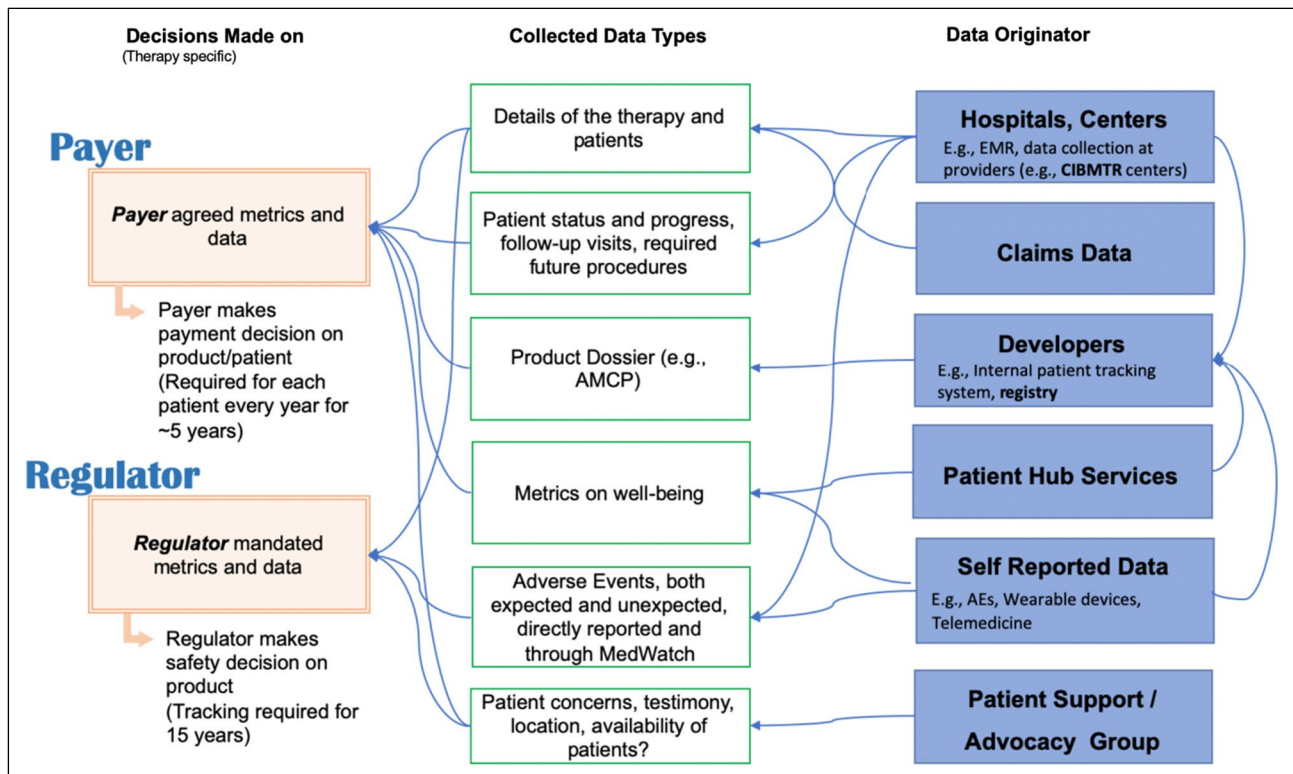 Decisions Made on
(Therapy specific)
Collected Data Types
Data Originator
Payer
Payer agreed metrics and
data
Payer makes
payment decision on
product/patient
(Required for each
patient every year for
~5 years)
Regulator
Regulator mandated
metrics and data
Regulator makes
safety decision on
product
(Tracking required for
15 years)
Details of the therapy and
patients
Patient status and progress,
follow-up visits, required
future procedures
Product Dossier (e.g.,
AMCP)
Metrics on well-being
Adverse Events, both
expected and unexpected,
directly reported and
through MedWatch
Patient concerns, testimony,
location, availability of
patients?
Hospitals, Centers
E.g., EMR, data collection at
providers (e.g., CIBMTR centers)
Claims Data
Developers
E.g., Internal patient tracking
system, registry
Patient Hub Services
Self Reported Data
E.g., AEs, Wearable devices,
Telemedicine
Patient Support /
Advocacy Group